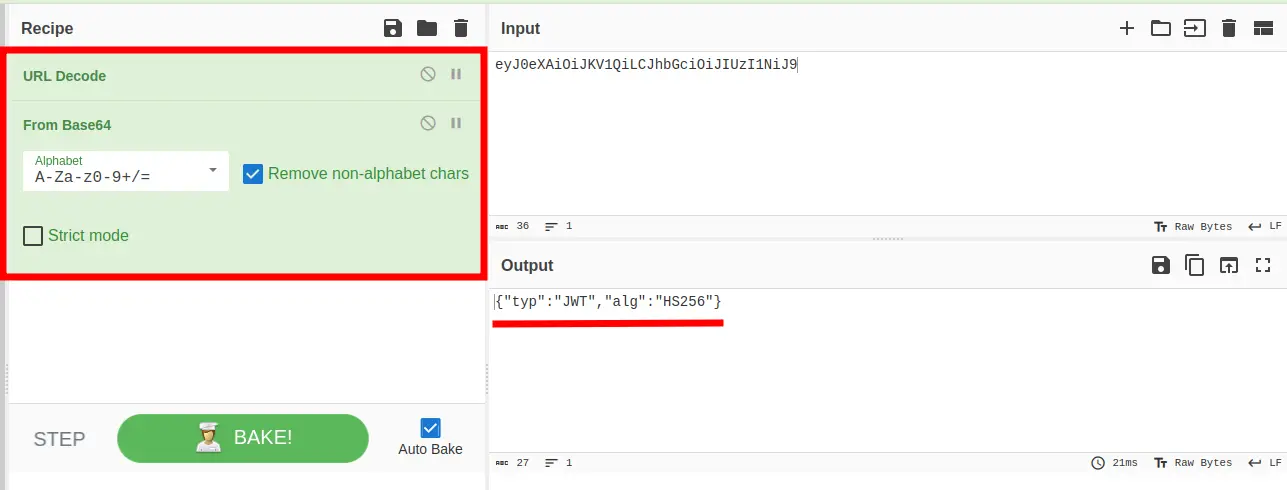 Recipe
URL Decode
From Base64
Alphabet
A-Za-z0-9+/=
Remove non-alphabet chars
Strict mode
STEP
BAKE!
Auto Bake
Input
eyJ0eXAiOiJKV1QiLCJhbGciOiJIUzI1NiJ9
ABC 36 1
Raw Bytes LF
Output
{"typ":"JWT","alg":"HS256"}
ABC 27 1
21ms Tт Raw Bytes LF